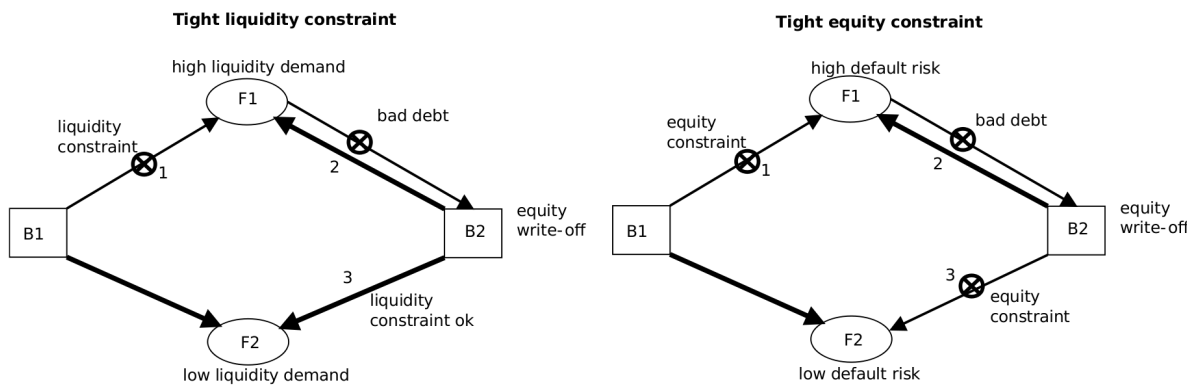 Tight liquidity constraint
high liquidity demand
F1
bad debt
liquidity
constraint
1
2
equity
write-off
B1
B2
3
liquidity
constraint ok
F2
low liquidity demand
Tight equity constraint
high default risk
F1
bad debt
equity
constraint
1
2
equity
write-off
B1
B2
3
equity
constraint
F2
low default risk